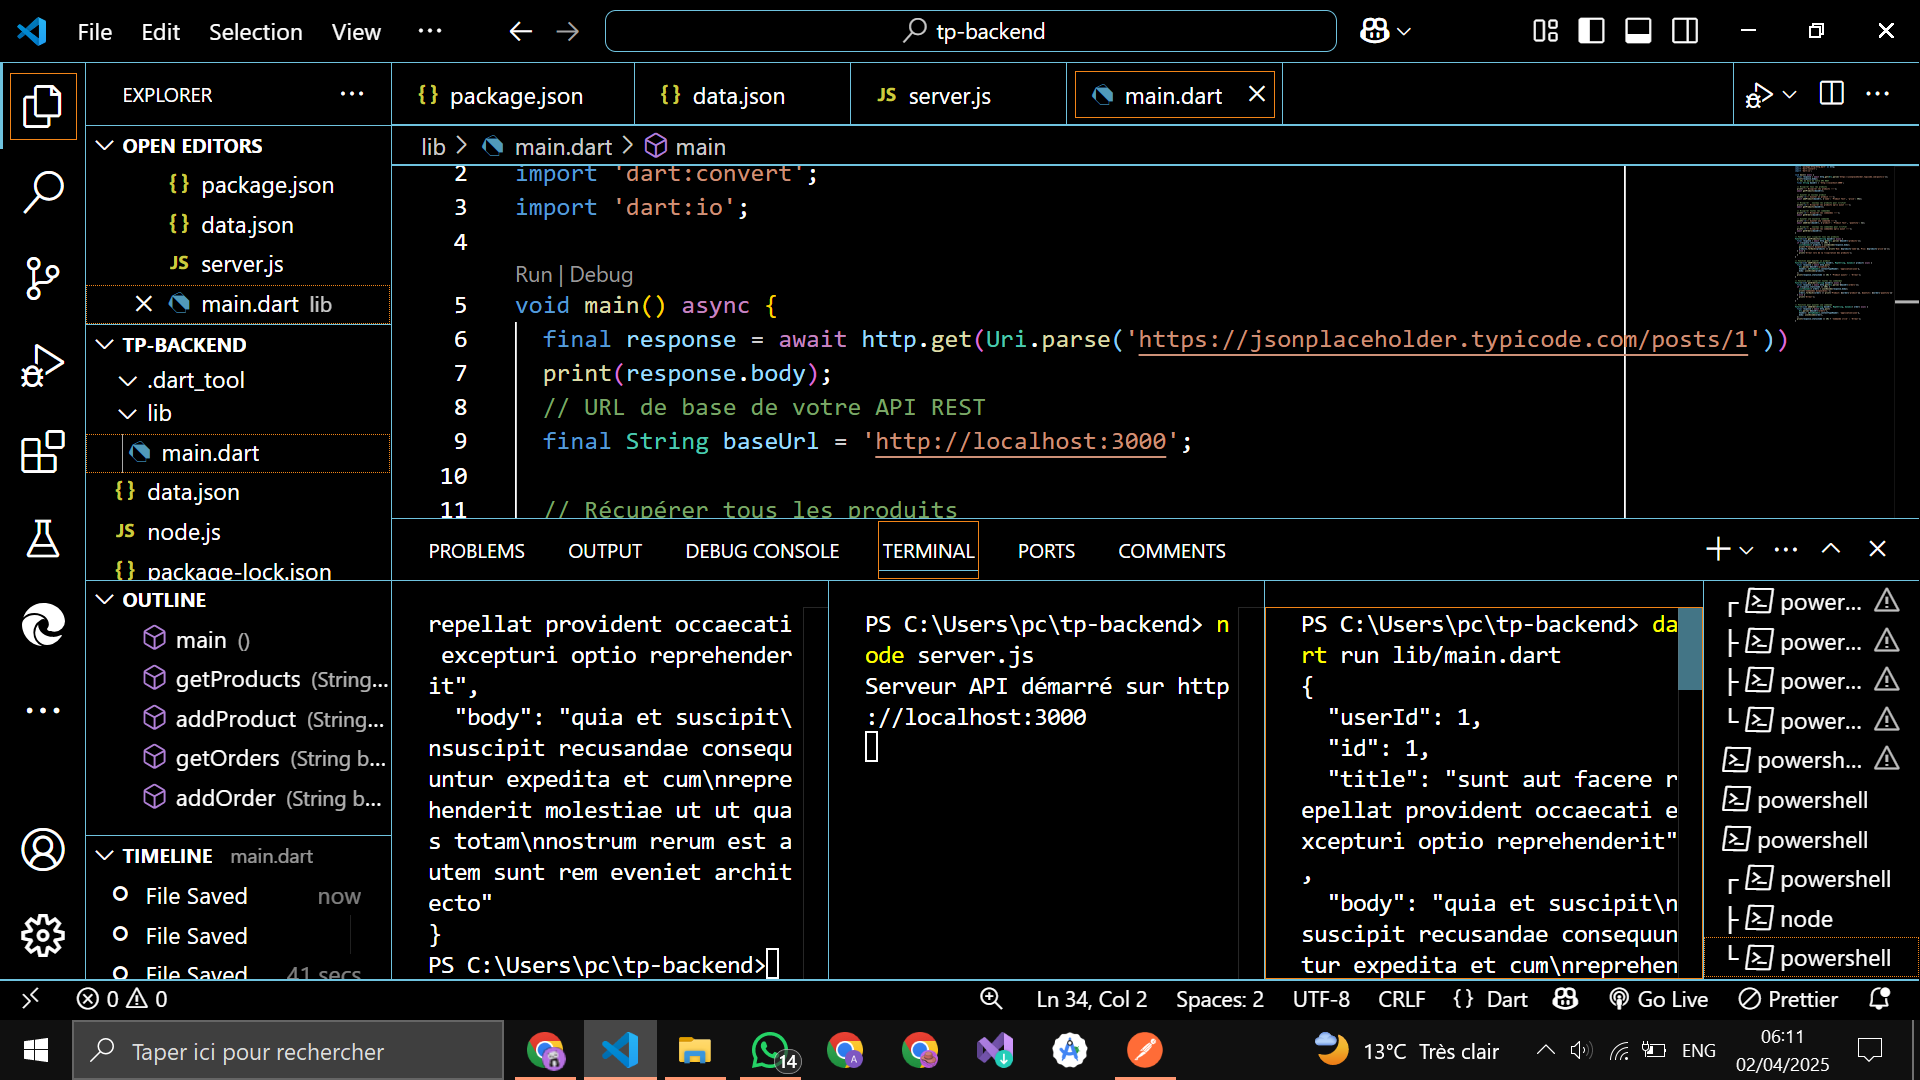 File Edit Selection View ··· tp-backend
EXPLORER ···
OPEN EDITORS
{} package.json
{} data.json
JS server.js
main.dart lib
TP-BACKEND
.dart_tool
lib
main.dart
{} data.json
JS node.js
{} package-lock.json
OUTLINE
main ()
getProducts (String...
addProduct (String...
getOrders (String b...
addOrder (String b...
TIMELINE main.dart
File Saved now
File Saved
File Saved 41 secs
{} package.json {} data.json JS server.js main.dart
lib > main.dart > main
2 import 'dart:convert';
3 import 'dart:io';
4
Run | Debug
5 void main() async {
6 final response = await http.get(Uri.parse('https://jsonplaceholder.typicode.com/posts/1'))
7 print(response.body);
8 // URL de base de votre API REST
9 final String baseUrl = 'http://localhost:3000';
10
11 // Récupérer tous les produits
PROBLEMS OUTPUT DEBUG CONSOLE TERMINAL PORTS COMMENTS
repellat provident occaecati
excepturi optio reprehender
it",
"body": "quia et suscipit\
nsuscipit recusandae consequ
untur expedita et cum\nrepre
henderit molestiae ut ut qua
s totam\nnostrum rerum est a
utem sunt rem eveniet archit
ecto"
}
PS C:\Users\pc\tp-backend>
PS C:\Users\pc\tp-backend> n
ode server.js
Serveur API démarré sur http
://localhost:3000
PS C:\Users\pc\tp-backend> da
rt run lib/main.dart
{
"userId": 1,
"id": 1,
"title": "sunt aut facere r
epellat provident occaecati e
xcepturi optio reprehenderit"
,
"body": "quia et suscipit\n
suscipit recusandae consequun
tur expedita et cum\nreprehen
power...
power...
power...
power...
powersh...
powershell
powershell
powershell
node
powershell
0 0 Ln 34, Col 2 Spaces: 2 UTF-8 CRLF {} Dart Go Live Prettier
Taper ici pour rechercher
14
A
13°C Très clair
ENG
06:11
02/04/2025